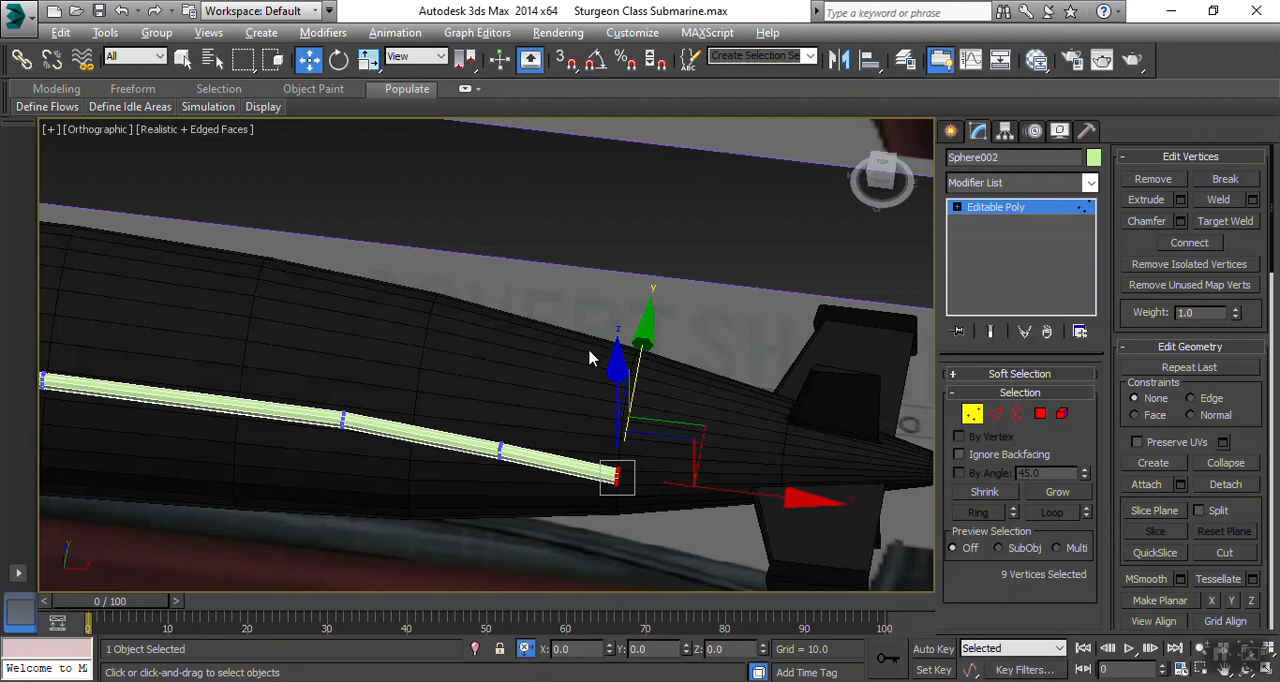 Workspace: Default
Autodesk 3ds Max 2014 x64 Sturgeon Class Submarine.max
Type a keyword or phrase
Edit Tools Group Views Create Modifiers Animation Graph Editors Rendering Customize MAXScript Help
All
View
3
Create Selection Se
Modeling Freeform Selection Object Paint Populate
Define Flows Define Idle Areas Simulation Display
[+] [Orthographic] [Realistic + Edged Faces]
TOP
y
z
x
Sphere002
Modifier List
Editable Poly
Soft Selection
Selection
By Vertex
Ignore Backfacing
By Angle: 45.0
Shrink Grow
Ring Loop
Preview Selection
Off SubObj Multi
9 Vertices Selected
Edit Vertices
Remove Break
Extrude Weld
Chamfer Target Weld
Connect
Remove Isolated Vertices
Remove Unused Map Verts
Weight: 1.0
Edit Geometry
Repeat Last
Constraints
None Edge
Face Normal
Preserve UVs
Create Collapse
Attach Detach
Slice Plane Split
Slice Reset Plane
QuickSlice Cut
MSmooth Tessellate
Make Planar X Y Z
View Align Grid Align
0 / 100
0 10 20 30 40 50 60 70 80 90 100
1 Object Selected
X: 0.0 Y: 0.0 Z: 0.0 Grid = 10.0
Auto Key Selected
Welcome to M
Click or click-and-drag to select objects
Add Time Tag
Set Key Key Filters... 0